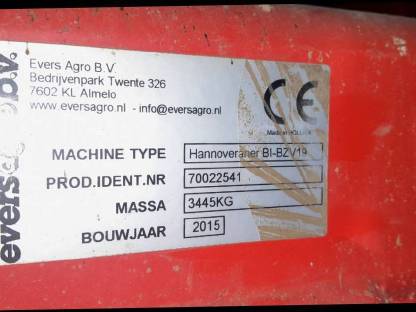 evers
b.v.
Evers Agro B.V.
Bedrijvenpark Twente 326
7602 KL Almelo
www.eversagro.nl - info@eversagro.nl
CE
Made in HOLLAND
MACHINE TYPE Hannoveraner BI-BZV19
PROD.IDENT.NR 70022541
MASSA 3445KG
BOUWJAAR 2015